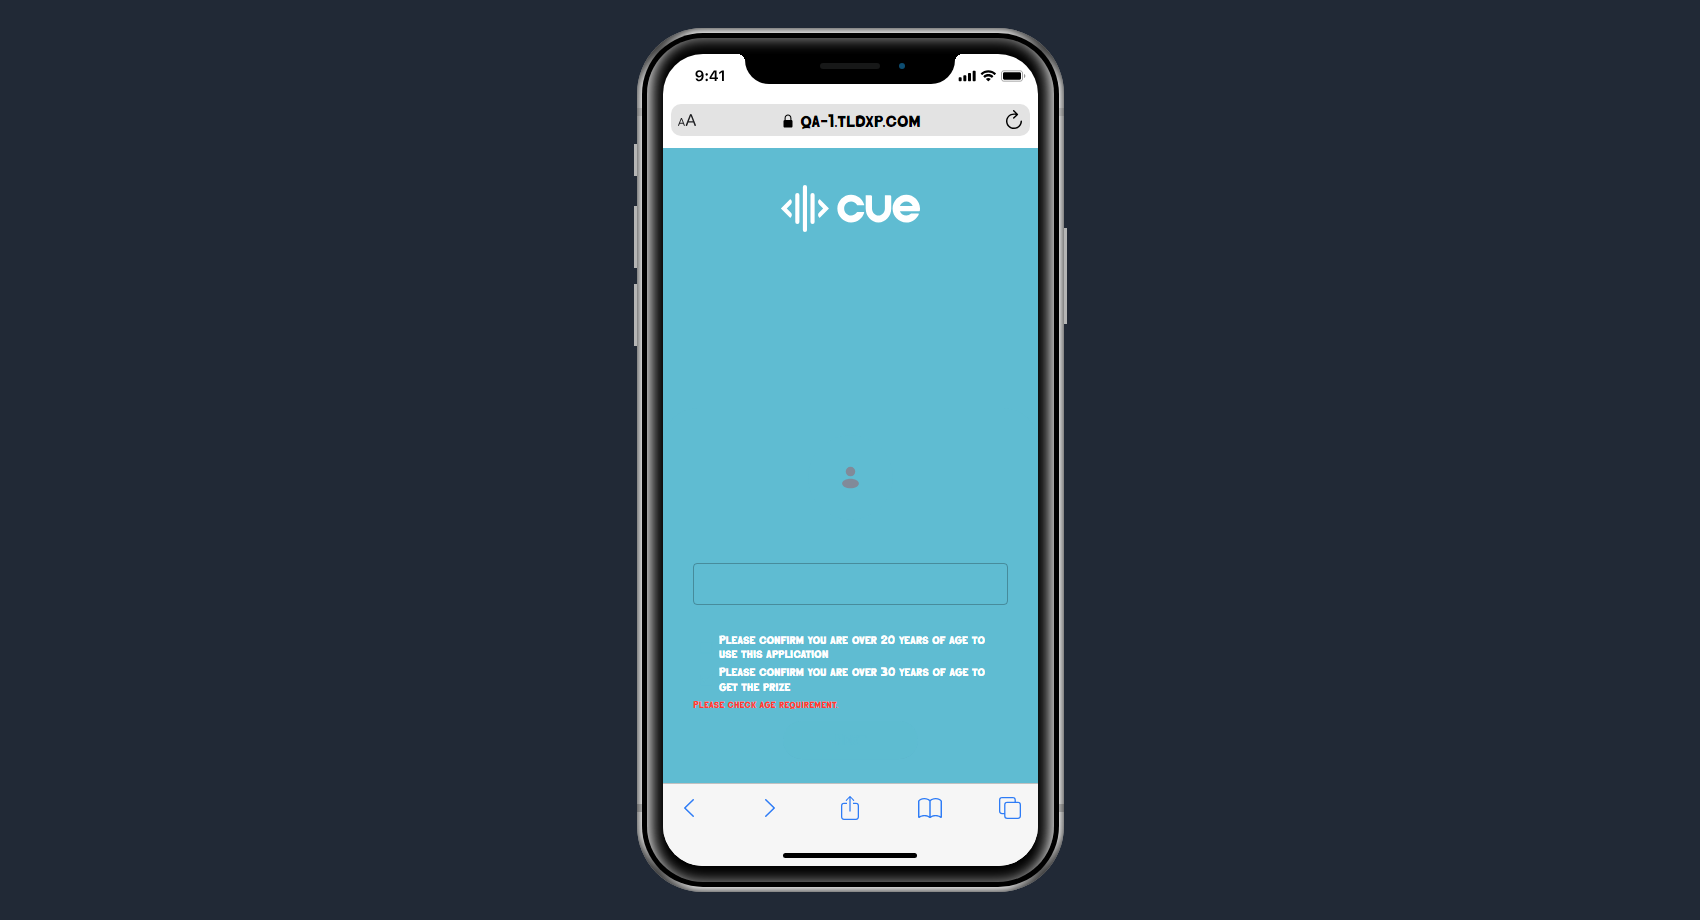 9:41
AA
QA-1.TLDXP.COM
cue
Please confirm you are over 20 years of age to
use this application
Please confirm you are over 30 years of age to
get the prize
Please check age requirement